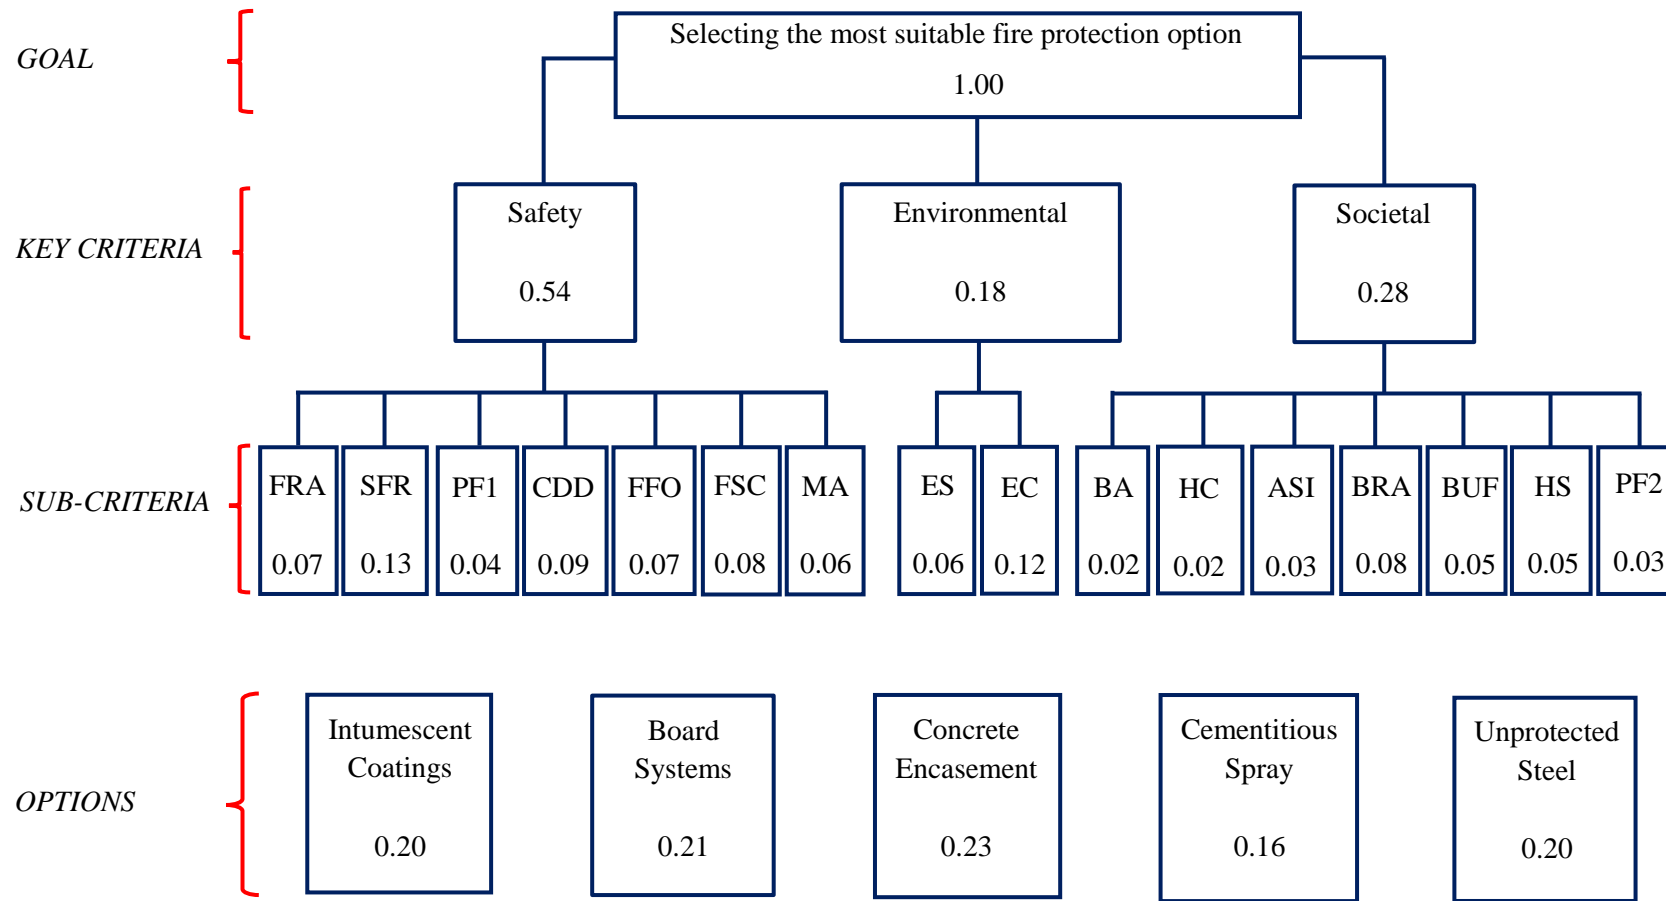 Selecting the most suitable fire protection option
1.00
GOAL
Safety
0.54
Environmental
0.18
Societal
0.28
KEY CRITERIA
FRA
0.07
SFR
0.13
PF1
0.04
CDD
0.09
FFO
0.07
FSC
0.08
MA
0.06
ES
0.06
EC
0.12
BA
0.02
HC
0.02
ASI
0.03
BRA
0.08
BUF
0.05
HS
0.05
PF2
0.03
SUB-CRITERIA
Intumescent
Coatings
0.20
Board
Systems
0.21
Concrete
Encasement
0.23
Cementitious
Spray
0.16
Unprotected
Steel
0.20
OPTIONS